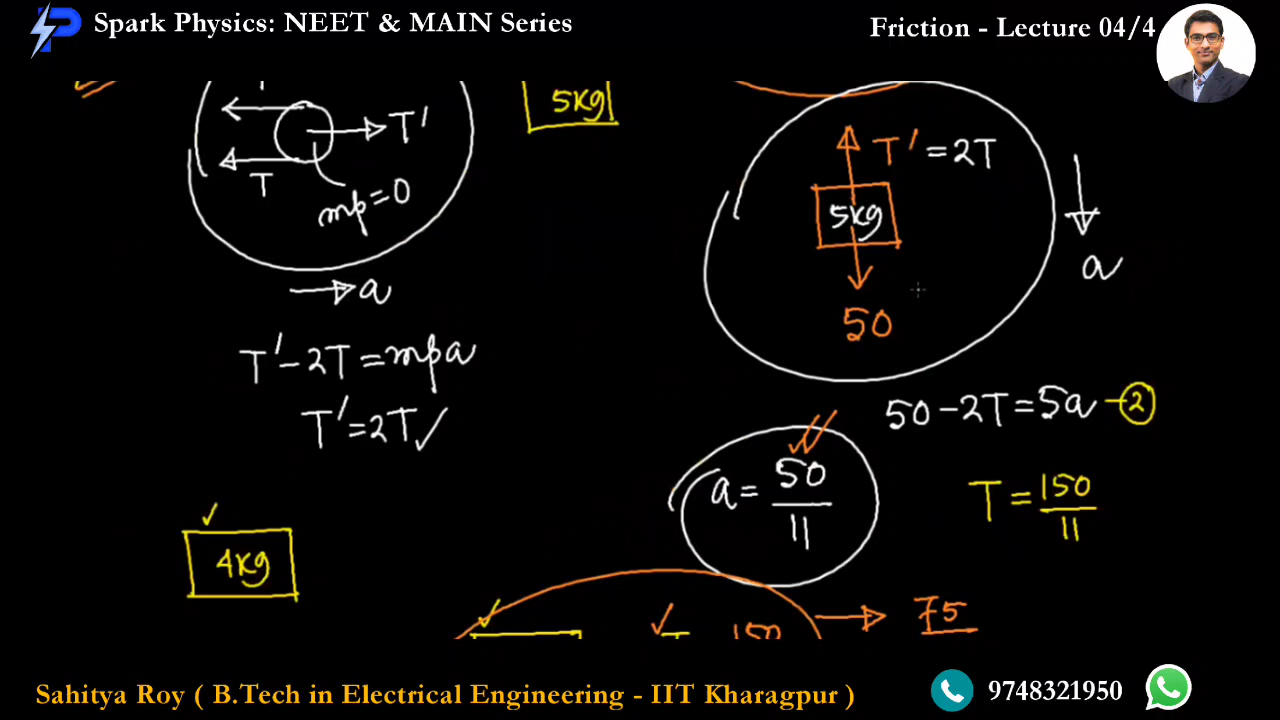 Spark Physics: NEET & MAIN Series
Friction - Lecture 04/4
T'
T
mp=0
→ a
T' - 2T = mpa
T' = 2T ✓
5kg
T' = 2T
5kg
50
a
50 - 2T = 5a - ②
a = 50/11
T = 150/11
✓
4kg
✓
✓
150
→ 75
Sahitya Roy ( B.Tech in Electrical Engineering - IIT Kharagpur )
9748321950